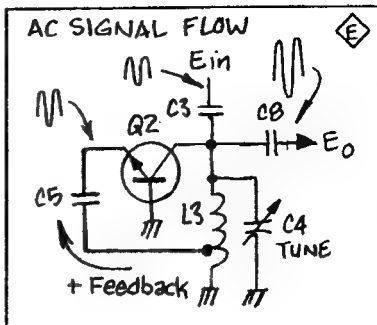 AC SIGNAL FLOW
E
Ein
C3
C8
Q2
Eo
C5
L3
C4
TUNE
+ Feedback